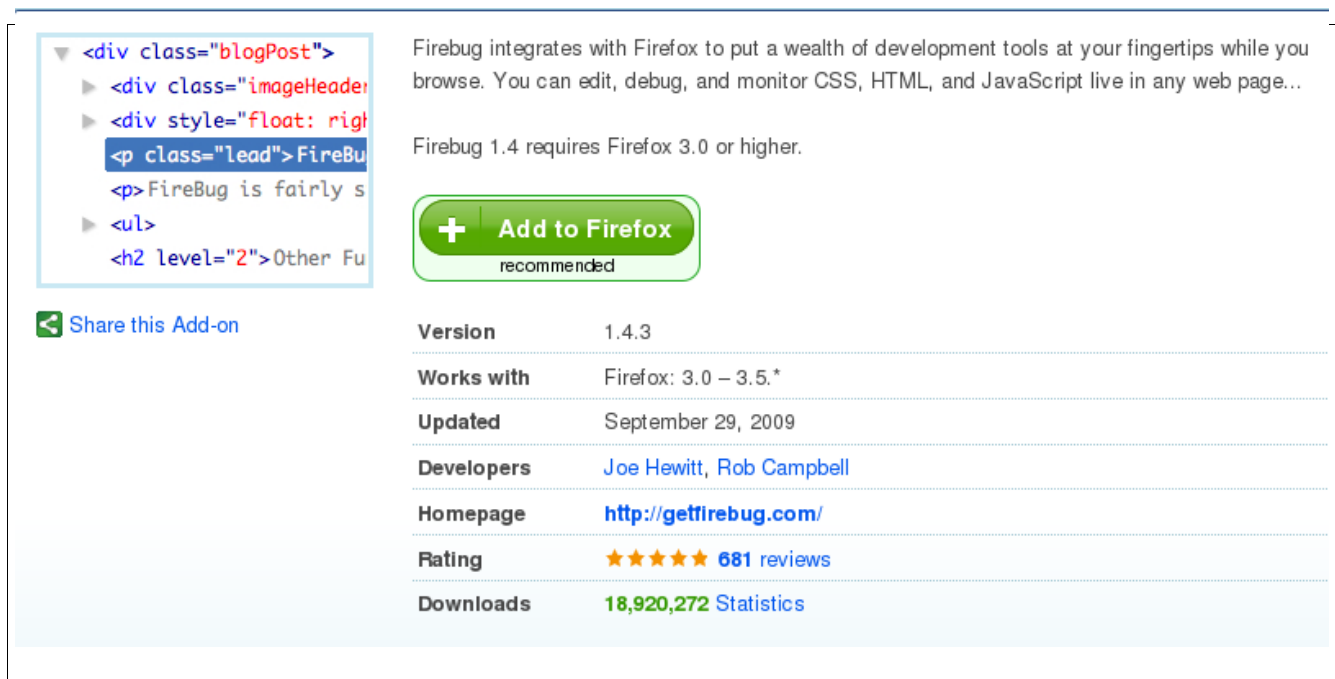 <div class="blogPost">
<div class="imageHeader
<div style="float: righ
<p class="lead">FireBu
<p>FireBug is fairly s
<ul>
<h2 level="2">Other Fu
Share this Add-on
Firebug integrates with Firefox to put a wealth of development tools at your fingertips while you
browse. You can edit, debug, and monitor CSS, HTML, and JavaScript live in any web page...
Firebug 1.4 requires Firefox 3.0 or higher.
Add to Firefox
recommended
Version 1.4.3
Works with Firefox: 3.0 – 3.5.*
Updated September 29, 2009
Developers Joe Hewitt, Rob Campbell
Homepage http://getfirebug.com/
Rating 681 reviews
Downloads 18,920,272 Statistics